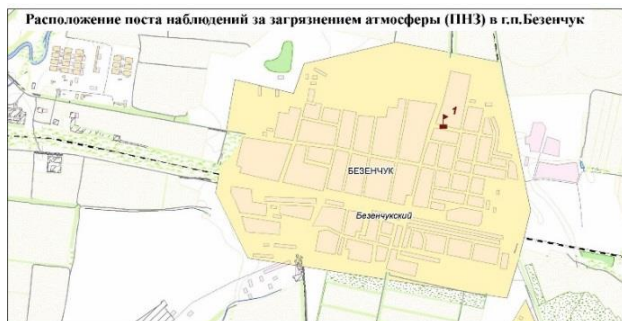 Расположение поста наблюдений за загрязнением атмосферы (ПНЗ) в г.п.Безенчук
1
БЕЗЕНЧУК
Безенчукский